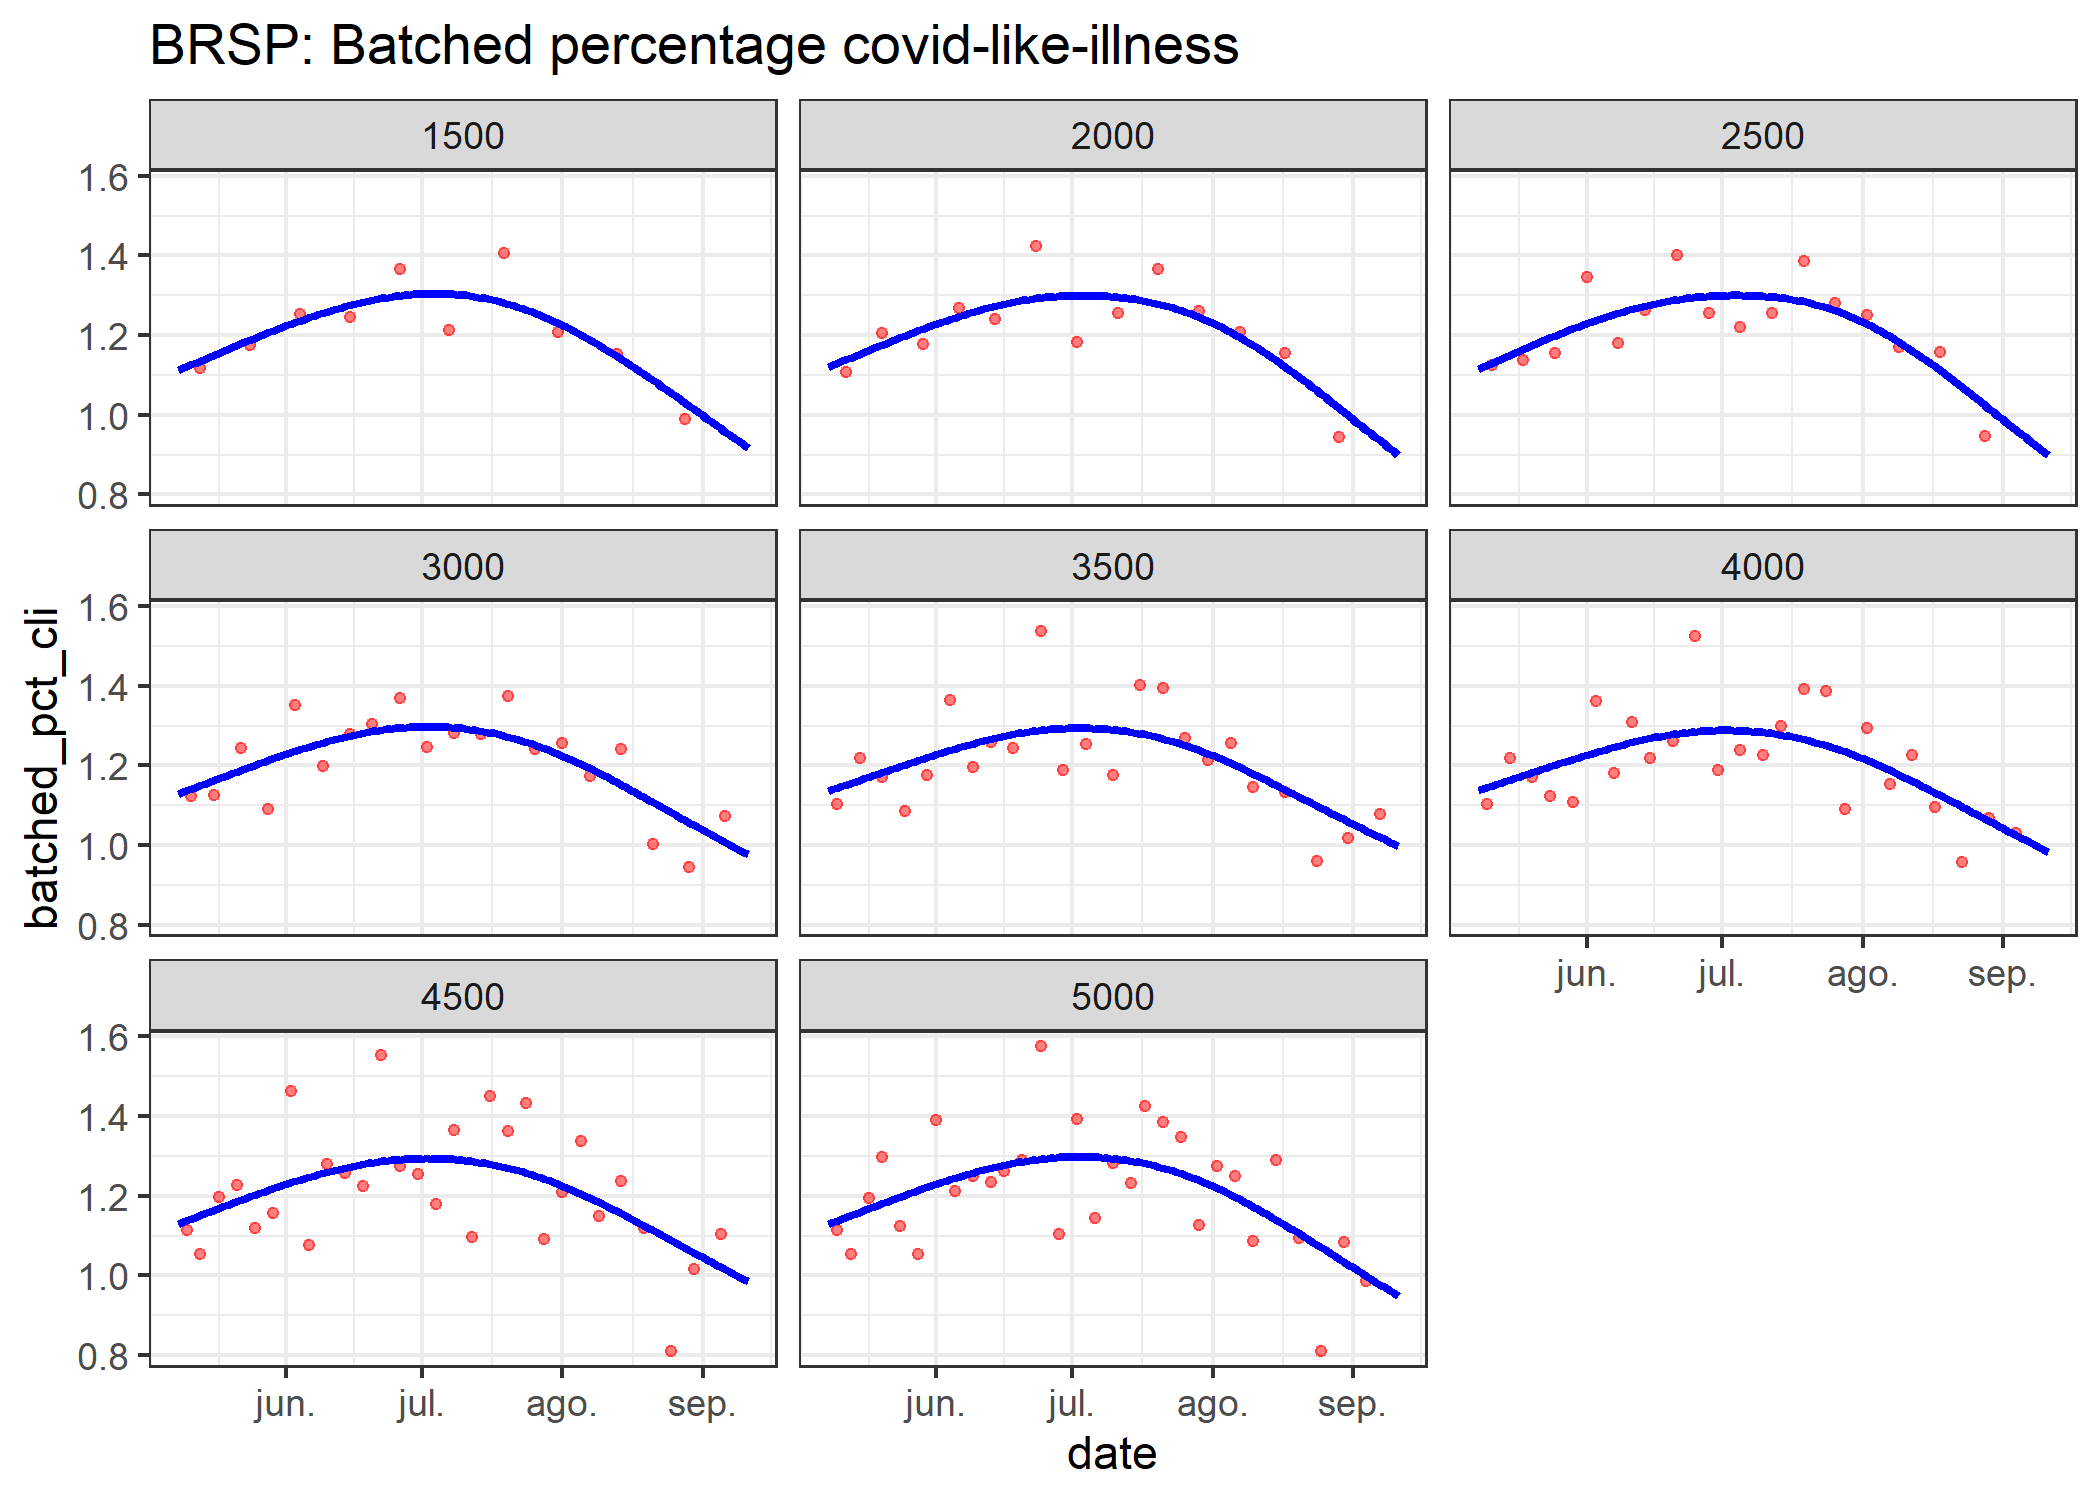 BRSP: Batched percentage covid-like-illness
1500
2000
2500
1.6
1.4
1.2
1.0
0.8
3000
3500
4000
1.6
1.4
1.2
1.0
0.8
batched_pct_cli
jun.
jul.
ago.
sep.
4500
5000
1.6
1.4
1.2
1.0
0.8
jun.
jul.
ago.
sep.
jun.
jul.
ago.
sep.
date